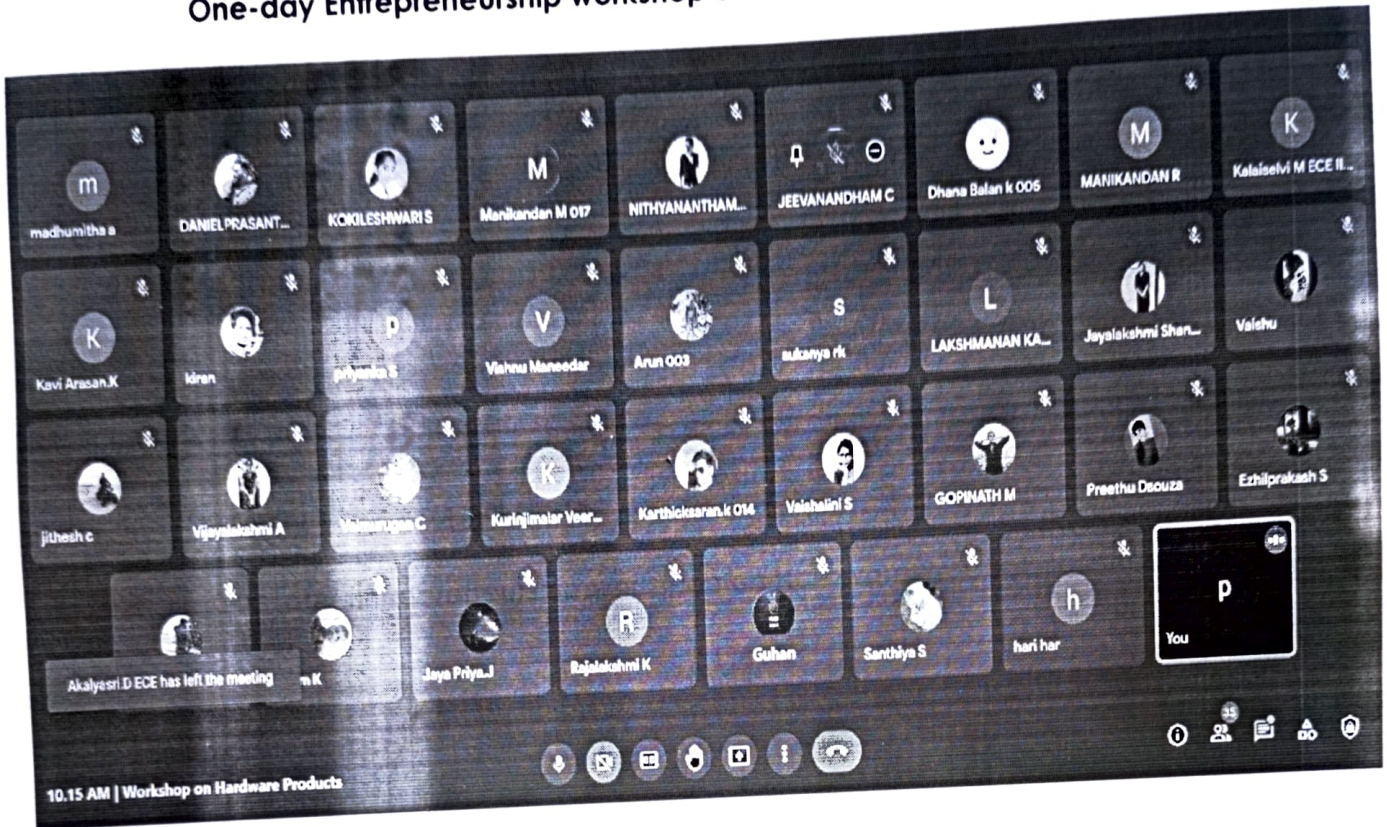 One-day Entrepreneurship workshop
m M M K
madhumitha a DANIELPRASANT... KOKILESHWARI S Manikandan M 017 NITHYANANTHAM... JEEVANANDHAM C Dhana Balan k 005 MANIKANDAN R Kalaiselvi M ECE II...
K p V s L
Kavi Arasan.K kiran priyanka S Vishnu Maneedar Arun 003 sukanya rk LAKSHMANAN KA... Jayalakshmi Shan... Vaishu
K
jithesh c Vijayalakshmi A C Kurinjimalar Veer... Karthicksaran.k 014 Vaishalini S GOPINATH M Preethu Dsouza Ezhilprakash S
R h p
Akalyasri.D ECE has left the meeting K Jaya Priya.J Rajalakshmi K Guhan Santhiya S hari har You
35
10.15 AM | Workshop on Hardware Products